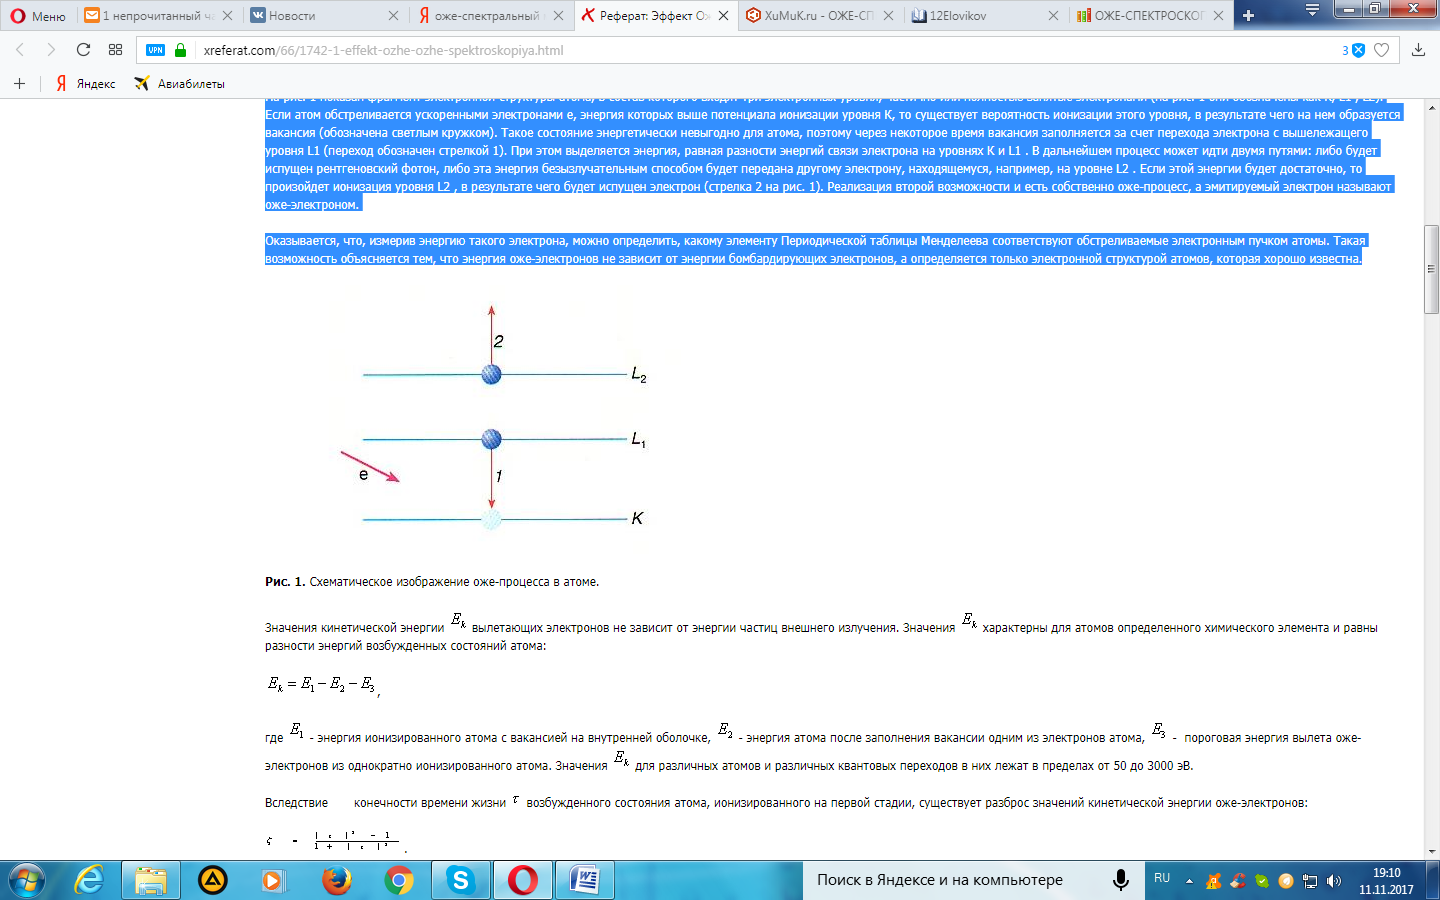 Меню
1 непрочитанный ча
Новости
оже-спектральный
Реферат: Эффект Ож
XuMuK.ru - ОЖЕ-СП
12Elovikov
ОЖЕ-СПЕКТРОСКОП
VPN
xreferat.com/66/1742-1-effekt-ozhe-ozhe-spektroskopiya.html
3
Яндекс
Авиабилеты
Если атом обстреливается ускоренными электронами e, энергия которых выше потенциала ионизации уровня K, то существует вероятность ионизации этого уровня, в результате чего на нем образуется
вакансия (обозначена светлым кружком). Такое состояние энергетически невыгодно для атома, поэтому через некоторое время вакансия заполняется за счет перехода электрона с вышележащего
уровня L1 (переход обозначен стрелкой 1). При этом выделяется энергия, равная разности энергий связи электрона на уровнях K и L1 . В дальнейшем процесс может идти двумя путями: либо будет
испущен рентгеновский фотон, либо эта энергия безызлучательным способом будет передана другому электрону, находящемуся, например, на уровне L2 . Если этой энергии будет достаточно, то
произойдет ионизация уровня L2 , в результате чего будет испущен электрон (стрелка 2 на рис. 1). Реализация второй возможности и есть собственно оже-процесс, а эмитируемый электрон называют
оже-электроном.
Оказывается, что, измерив энергию такого электрона, можно определить, какому элементу Периодической таблицы Менделеева соответствуют обстреливаемые электронным пучком атомы. Такая
возможность объясняется тем, что энергия оже-электронов не зависит от энергии бомбардирующих электронов, а определяется только электронной структурой атомов, которая хорошо известна.
2
L2
L1
e
1
K
Рис. 1. Схематическое изображение оже-процесса в атоме.
Значения кинетической энергии Ek вылетающих электронов не зависит от энергии частиц внешнего излучения. Значения Ek характерны для атомов определенного химического элемента и равны
разности энергий возбужденных состояний атома:
Ek = E1 − E2 − E3 ,
где E1 - энергия ионизированного атома с вакансией на внутренней оболочке, E2 - энергия атома после заполнения вакансии одним из электронов атома, E3 - пороговая энергия вылета оже-
электронов из однократно ионизированного атома. Значения Ek для различных атомов и различных квантовых переходов в них лежат в пределах от 50 до 3000 эВ.
Вследствие конечности времени жизни τ возбужденного состояния атома, ионизированного на первой стадии, существует разброс значений кинетической энергии оже-электронов:
Поиск в Яндексе и на компьютере
RU
19:10
11.11.2017